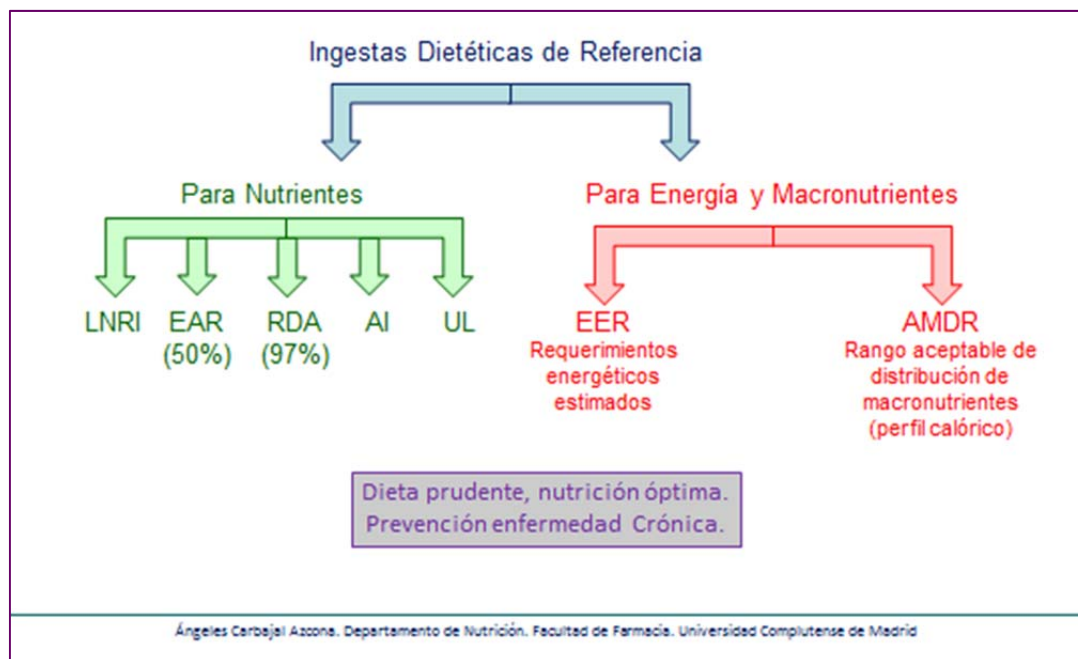 Ingestas Dietéticas de Referencia
Para Nutrientes
Para Energía y Macronutrientes
LNRI EAR RDA AI UL
(50%) (97%)
EER
Requerimientos
energéticos
estimados
AMDR
Rango aceptable de
distribución de
macronutrientes
(perfil calórico)
Dieta prudente, nutrición óptima.
Prevención enfermedad Crónica.
Ángeles Carbajal Azcona. Departamento de Nutrición. Facultad de Farmacia. Universidad Complutense de Madrid